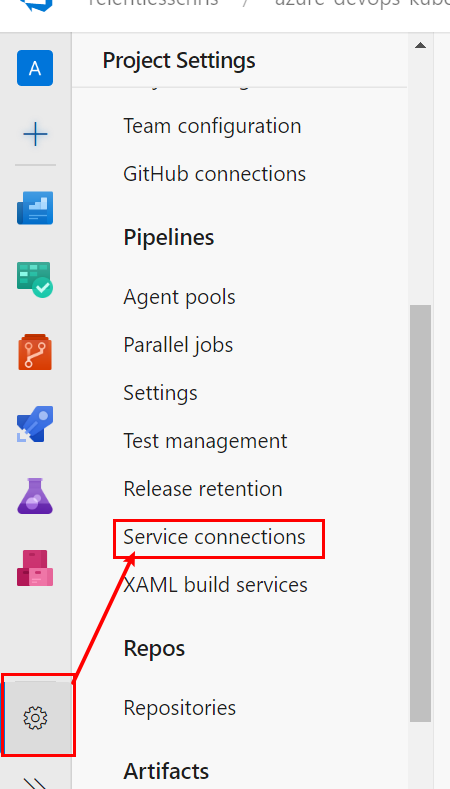 relentlesschris / azure-devops-kube
A
Project Settings
Team configuration
GitHub connections
Pipelines
Agent pools
Parallel jobs
Settings
Test management
Release retention
Service connections
XAML build services
Repos
Repositories
Artifacts